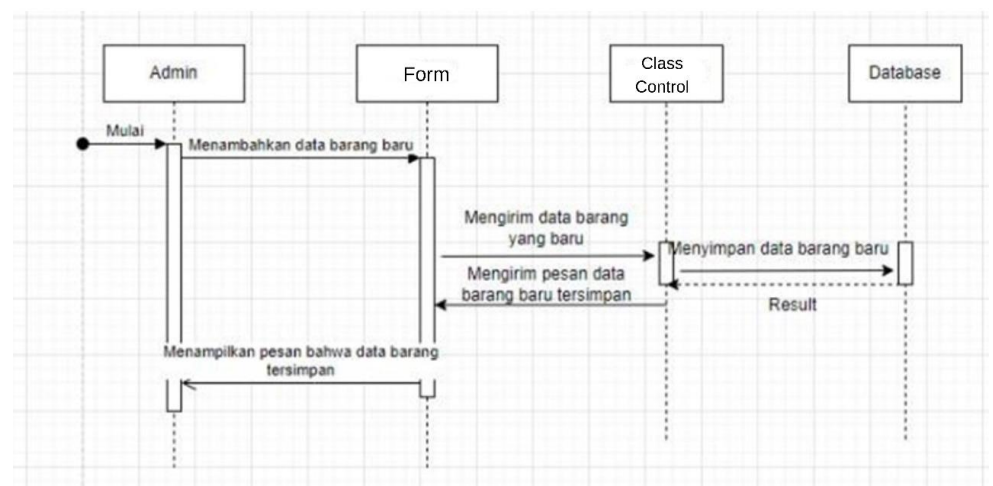 Admin
Form
Class
Control
Database
Mulai
Menambahkan data barang baru
Mengirim data barang
yang baru
Menyimpan data barang baru
Mengirim pesan data
barang baru tersimpan
Result
Menampilkan pesan bahwa data barang
tersimpan